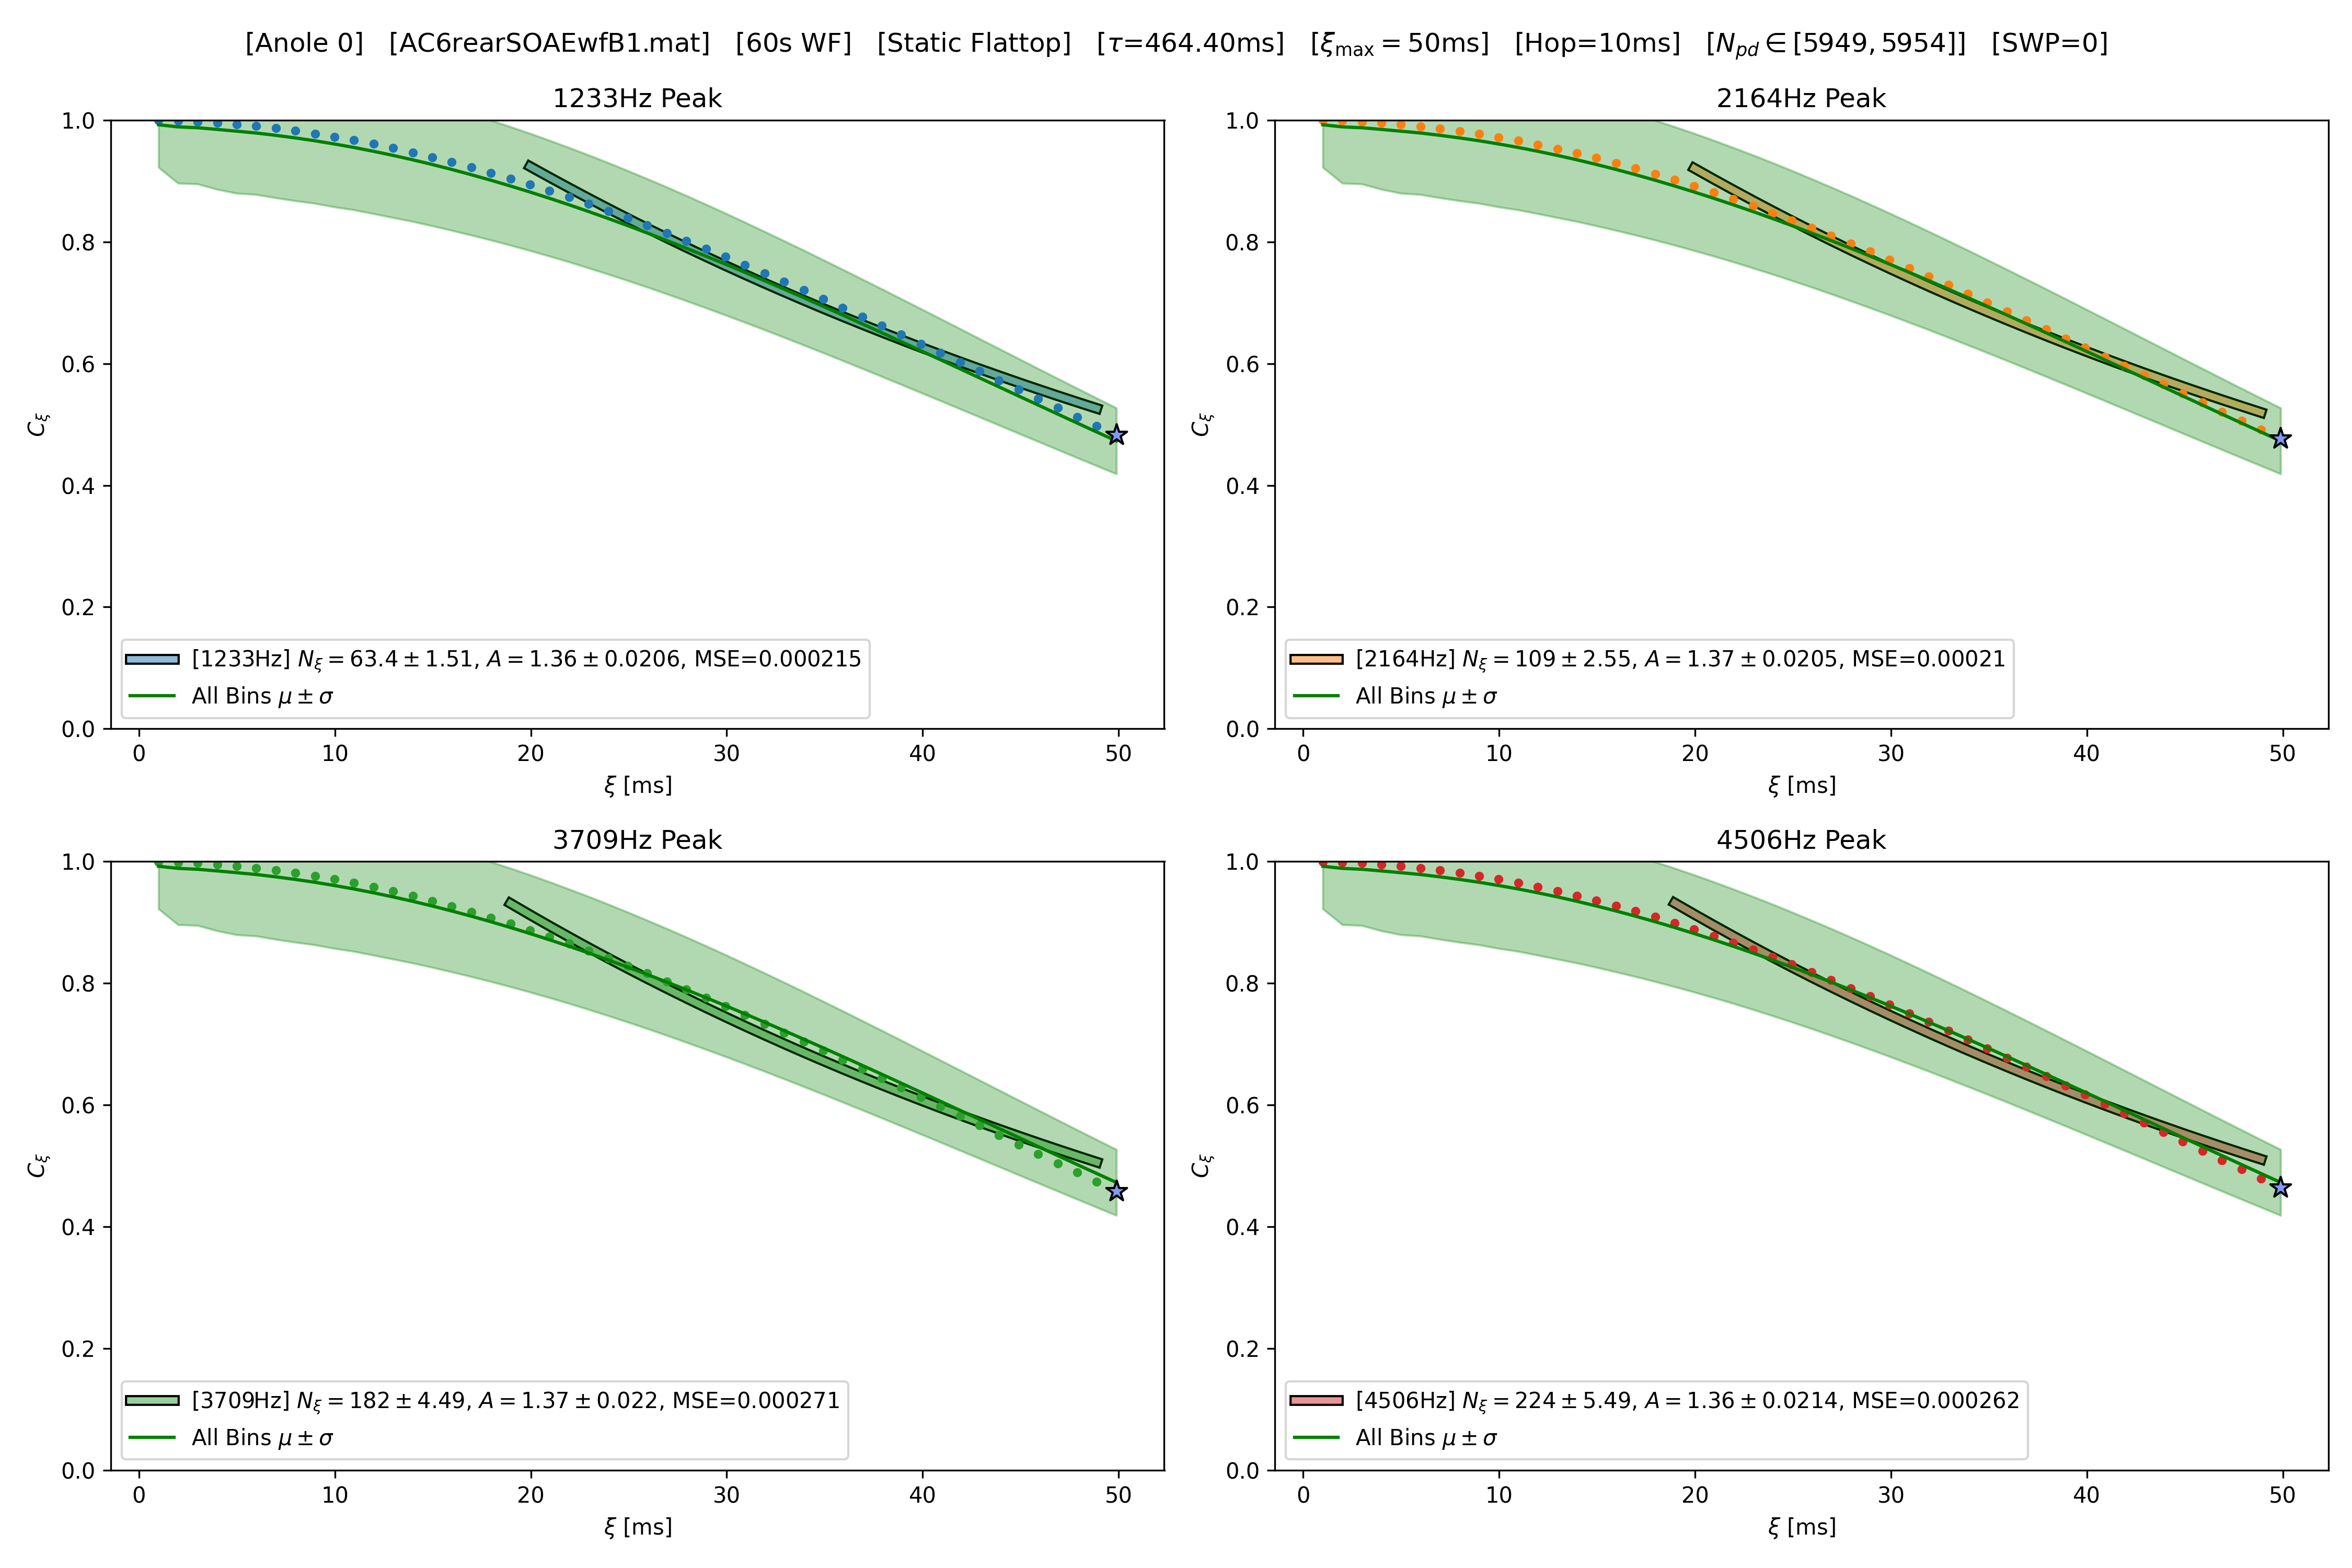 [Anole 0] [AC6rearSOAEwfB1.mat] [60s WF] [Static Flattop] [τ=464.40ms] [ξmax = 50ms] [Hop=10ms] [Npd ∈ [5949, 5954]] [SWP=0]
1233Hz Peak
1.0
0.8
0.6
0.4
0.2
0.0
Cξ
[1233Hz] Nξ = 63.4 ± 1.51, A = 1.36 ± 0.0206, MSE=0.000215
All Bins μ ± σ
0 10 20 30 40 50
ξ [ms]
2164Hz Peak
1.0
0.8
0.6
0.4
0.2
0.0
Cξ
[2164Hz] Nξ = 109 ± 2.55, A = 1.37 ± 0.0205, MSE=0.00021
All Bins μ ± σ
0 10 20 30 40 50
ξ [ms]
3709Hz Peak
1.0
0.8
0.6
0.4
0.2
0.0
Cξ
[3709Hz] Nξ = 182 ± 4.49, A = 1.37 ± 0.022, MSE=0.000271
All Bins μ ± σ
0 10 20 30 40 50
ξ [ms]
4506Hz Peak
1.0
0.8
0.6
0.4
0.2
0.0
Cξ
[4506Hz] Nξ = 224 ± 5.49, A = 1.36 ± 0.0214, MSE=0.000262
All Bins μ ± σ
0 10 20 30 40 50
ξ [ms]